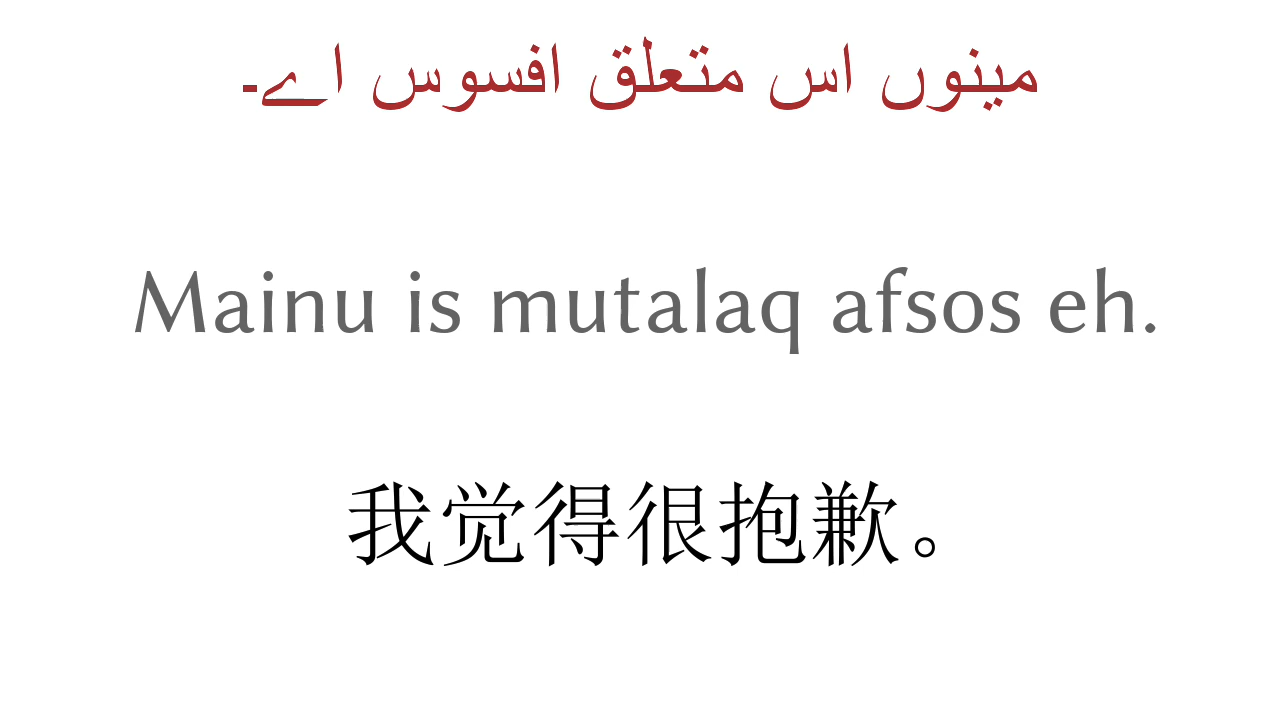 مینوں اس متعلق افسوس اے۔
Mainu is mutalaq afsos eh.
我觉得很抱歉。